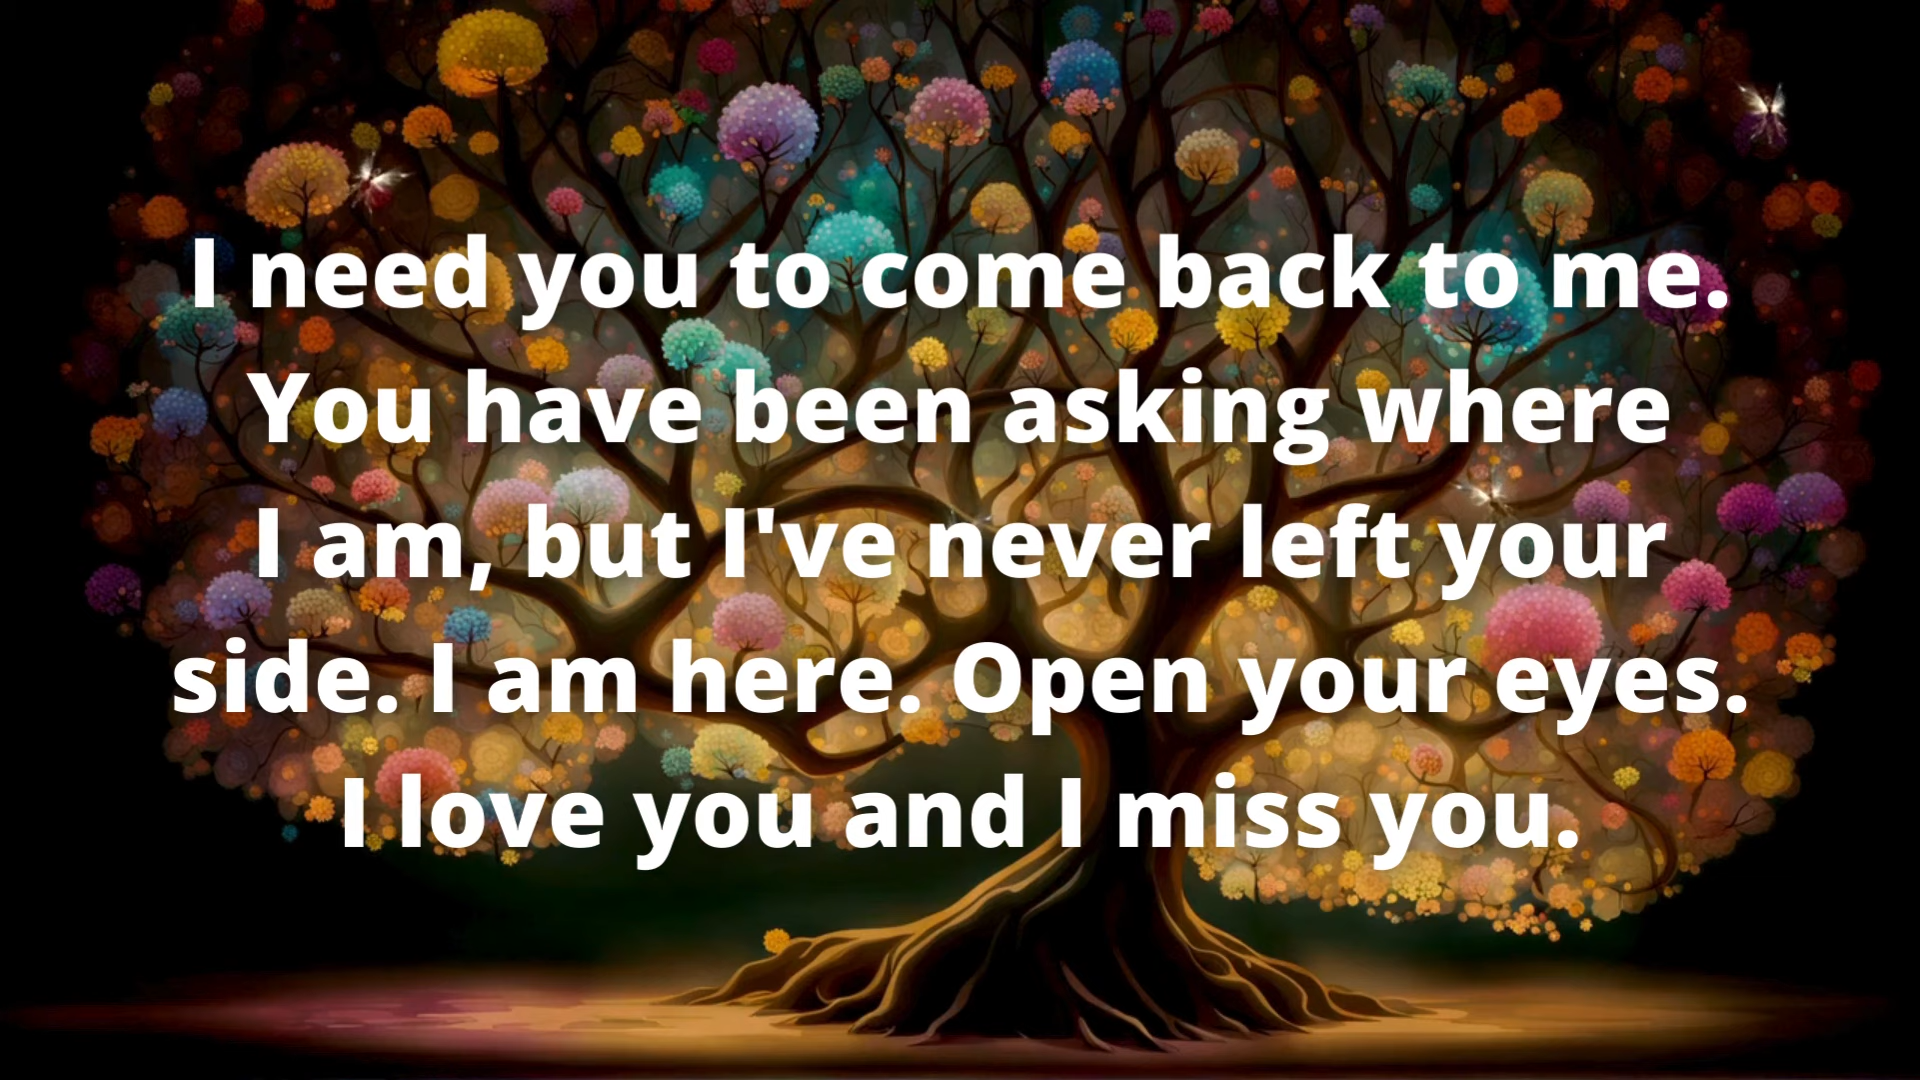 I need you to come back to me.
You have been asking where
I am, but I've never left your
side. I am here. Open your eyes.
I love you and I miss you.